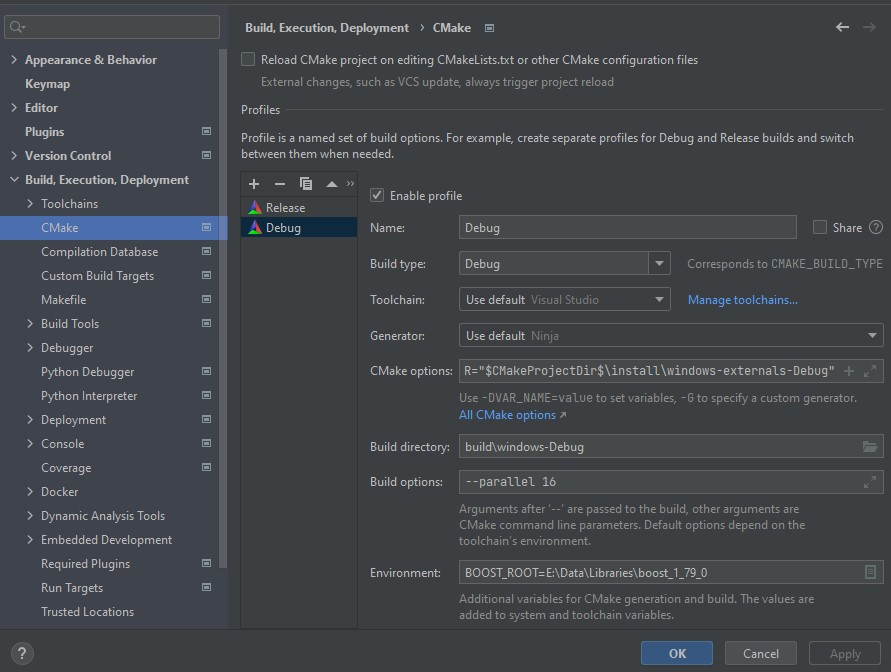 Appearance & Behavior
Keymap
Editor
Plugins
Version Control
Build, Execution, Deployment
Toolchains
CMake
Compilation Database
Custom Build Targets
Makefile
Build Tools
Debugger
Python Debugger
Python Interpreter
Deployment
Console
Coverage
Docker
Dynamic Analysis Tools
Embedded Development
Required Plugins
Run Targets
Trusted Locations
?
Build, Execution, Deployment › CMake
Reload CMake project on editing CMakeLists.txt or other CMake configuration files
External changes, such as VCS update, always trigger project reload
Profiles
Profile is a named set of build options. For example, create separate profiles for Debug and Release builds and switch
between them when needed.
Release
Debug
Enable profile
Name: Debug Share ?
Build type: Debug Corresponds to CMAKE_BUILD_TYPE
Toolchain: Use default Visual Studio Manage toolchains...
Generator: Use default Ninja
CMake options: R="$CMakeProjectDir$\install\windows-externals-Debug"
Use -DVAR_NAME=value to set variables, -G to specify a custom generator.
All CMake options ↗
Build directory: build\windows-Debug
Build options: --parallel 16
Arguments after '--' are passed to the build, other arguments are
CMake command line parameters. Default options depend on the
toolchain's environment.
Environment: BOOST_ROOT=E:\Data\Libraries\boost_1_79_0
Additional variables for CMake generation and build. The values are
added to system and toolchain variables.
OK Cancel Apply